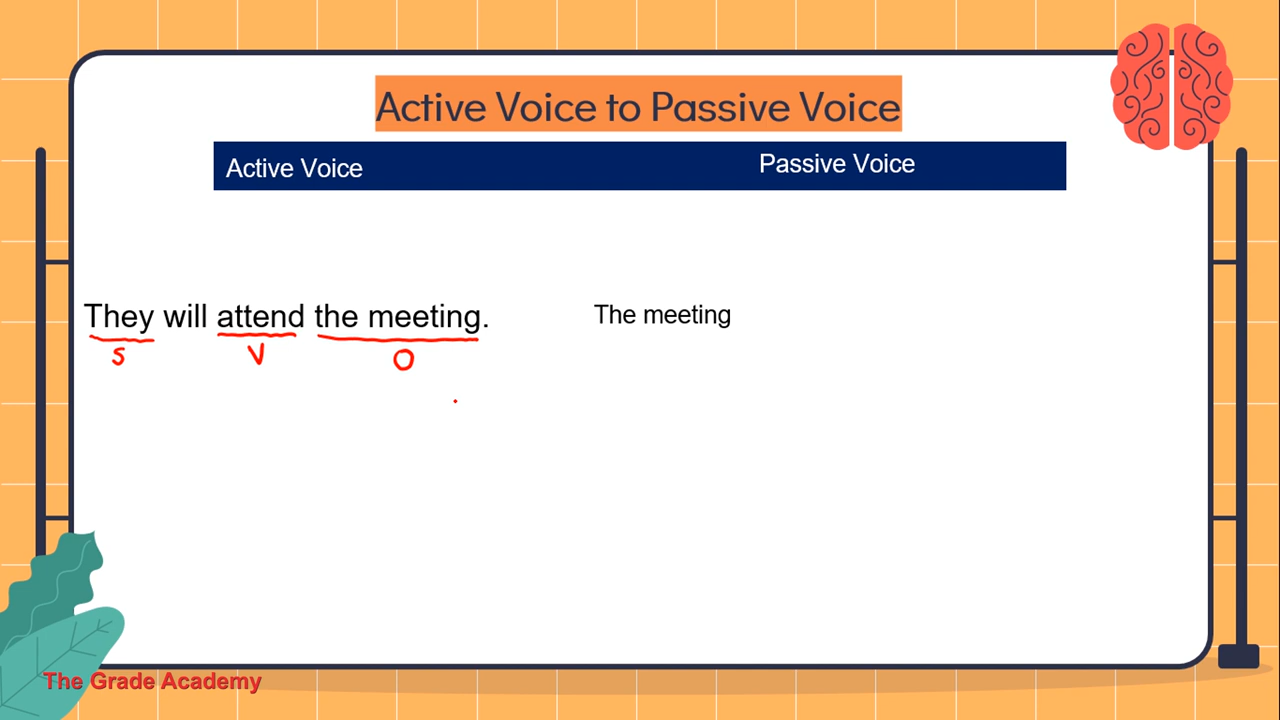 Active Voice to Passive Voice
Active Voice
Passive Voice
They will attend the meeting.
The meeting
S
V
O
The Grade Academy